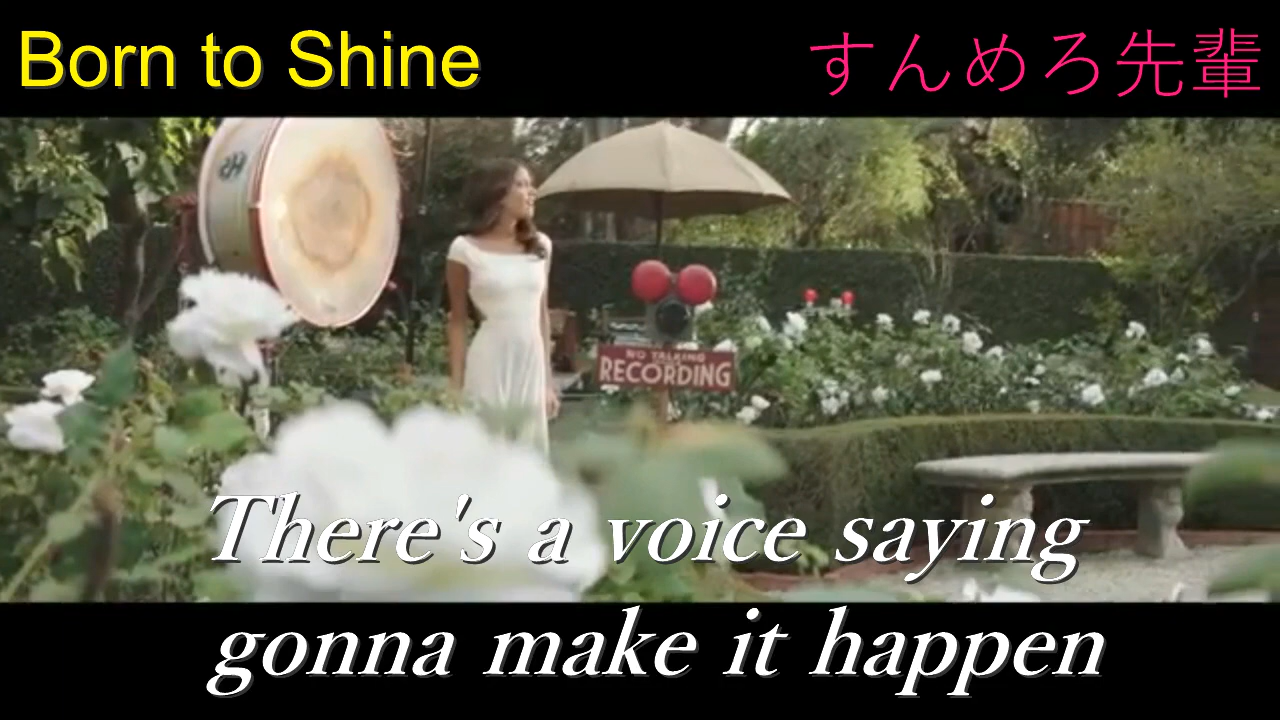 Born to Shine
すんめろ先輩
NO TALKING
RECORDING
There's a voice saying
gonna make it happen